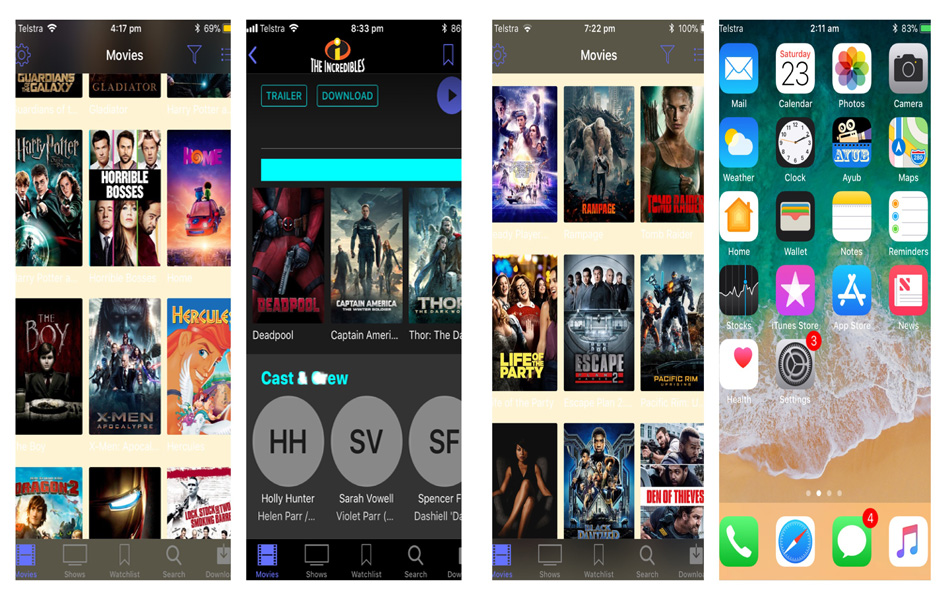 Telstra 4:17 pm 69%
Movies
GUARDIANS OF THE GALAXY
GLADIATOR
Gladiator
Harry Potter a
Harry Potter
HORRIBLE BOSSES
HOME
Harry Potter a
Horrible Bosses
Home
THE BOY
X-MEN
APOCALYPSE
HERCULES
The Boy
X-Men: Apocal...
Hercules
DRAGON 2
LOCK, STOCK & TWO SMOKING BARRELS
Movies Shows Watchlist Search Downlo
Telstra 8:33 pm 86
THE INCREDIBLES
TRAILER DOWNLOAD
DEADPOOL
CAPTAIN AMERICA
THE WINTER SOLDIER
THOR
Deadpool Captain Ameri... Thor: The Da
Cast & Crew
HH SV SF
Holly Hunter Sarah Vowell Spencer F
Helen Parr /... Violet Parr (... Dashiell 'Da
Movies Shows Watchlist Search Dow
Telstra 7:22 pm 100%
Movies
RAMPAGE
TOMB RAIDER
Ready Player...
Rampage
Tomb Raider
LIFE OF THE PARTY
ESCAPE PLAN 2
PACIFIC RIM
UPRISING
Life of the Party
Escape Plan 2...
Pacific Rim: U
BLACK PANTHER
DEN OF THIEVES
Movies Shows Watchlist Search Downlo
Telstra 2:11 am 83%
Saturday
23
Mail Calendar Photos Camera
AYUB
280
Weather Clock Ayub Maps
Home Wallet Notes Reminders
Stocks iTunes Store App Store News
3
Health Settings
4